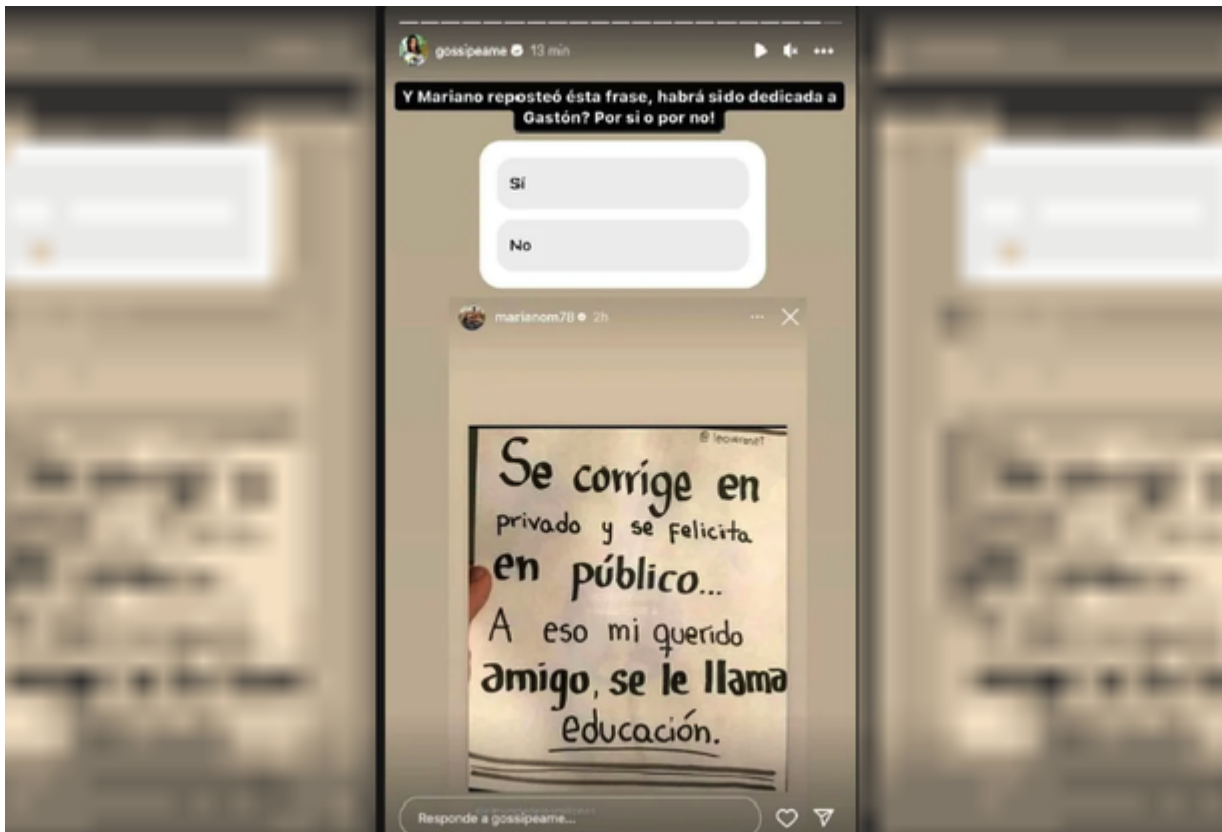 gossipeame 13 min
Y Mariano reposteó ésta frase, habrá sido dedicada a
Gastón? Por si o por no!
Sí
No
marianom78 2h
Se corrige en
privado y se felicita
en público...
A eso mi querido
amigo, se le llama
educación.
Responde a gossipeame...